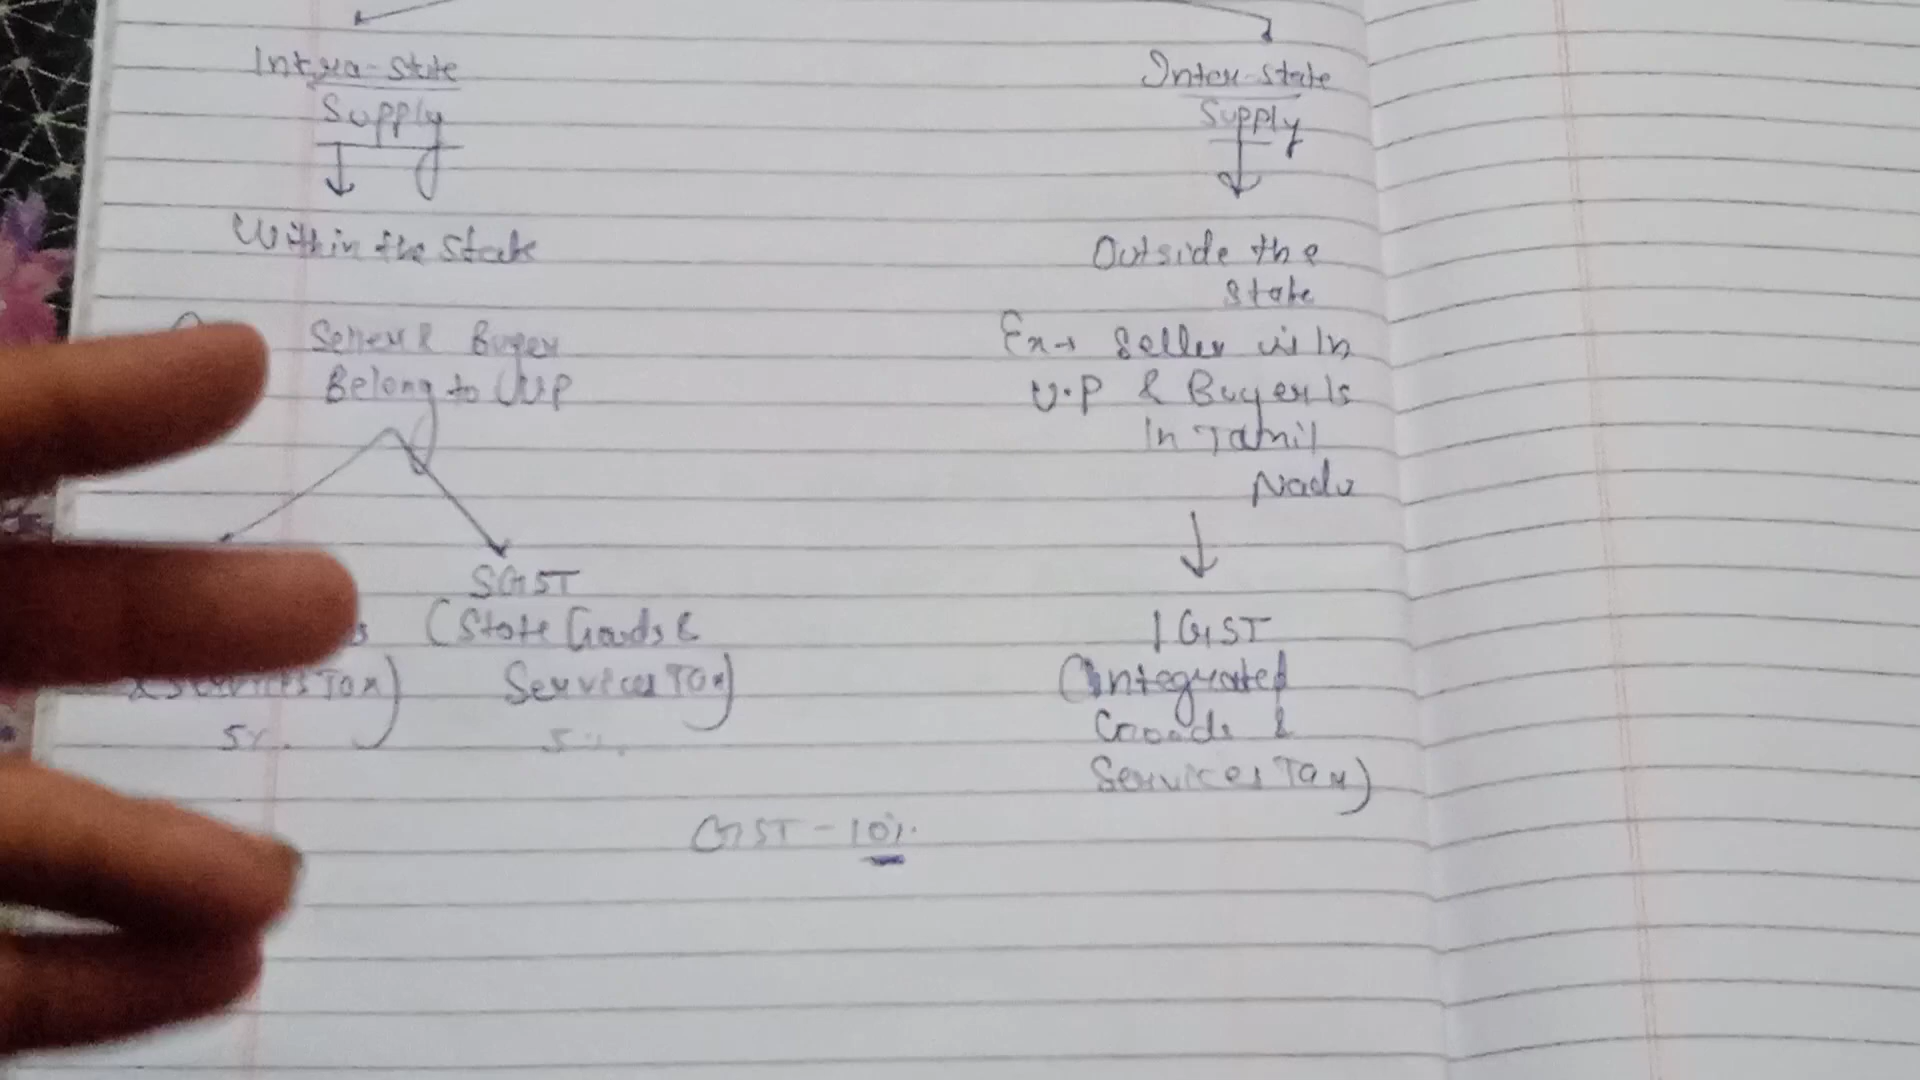 Intra-State
Supply
Within the State
Seller & Buyer
Belong to U.P
SGST
(State Goods &
Services Tax)
5%.
& Services Tax)
5%.
Inter-State
Supply
Outside the
State
Ex→ Seller is In
U.P & Buyer Is
In Tamil
Nadu
IGST
(Integrated
Goods &
Services Tax)
GST - 10%.